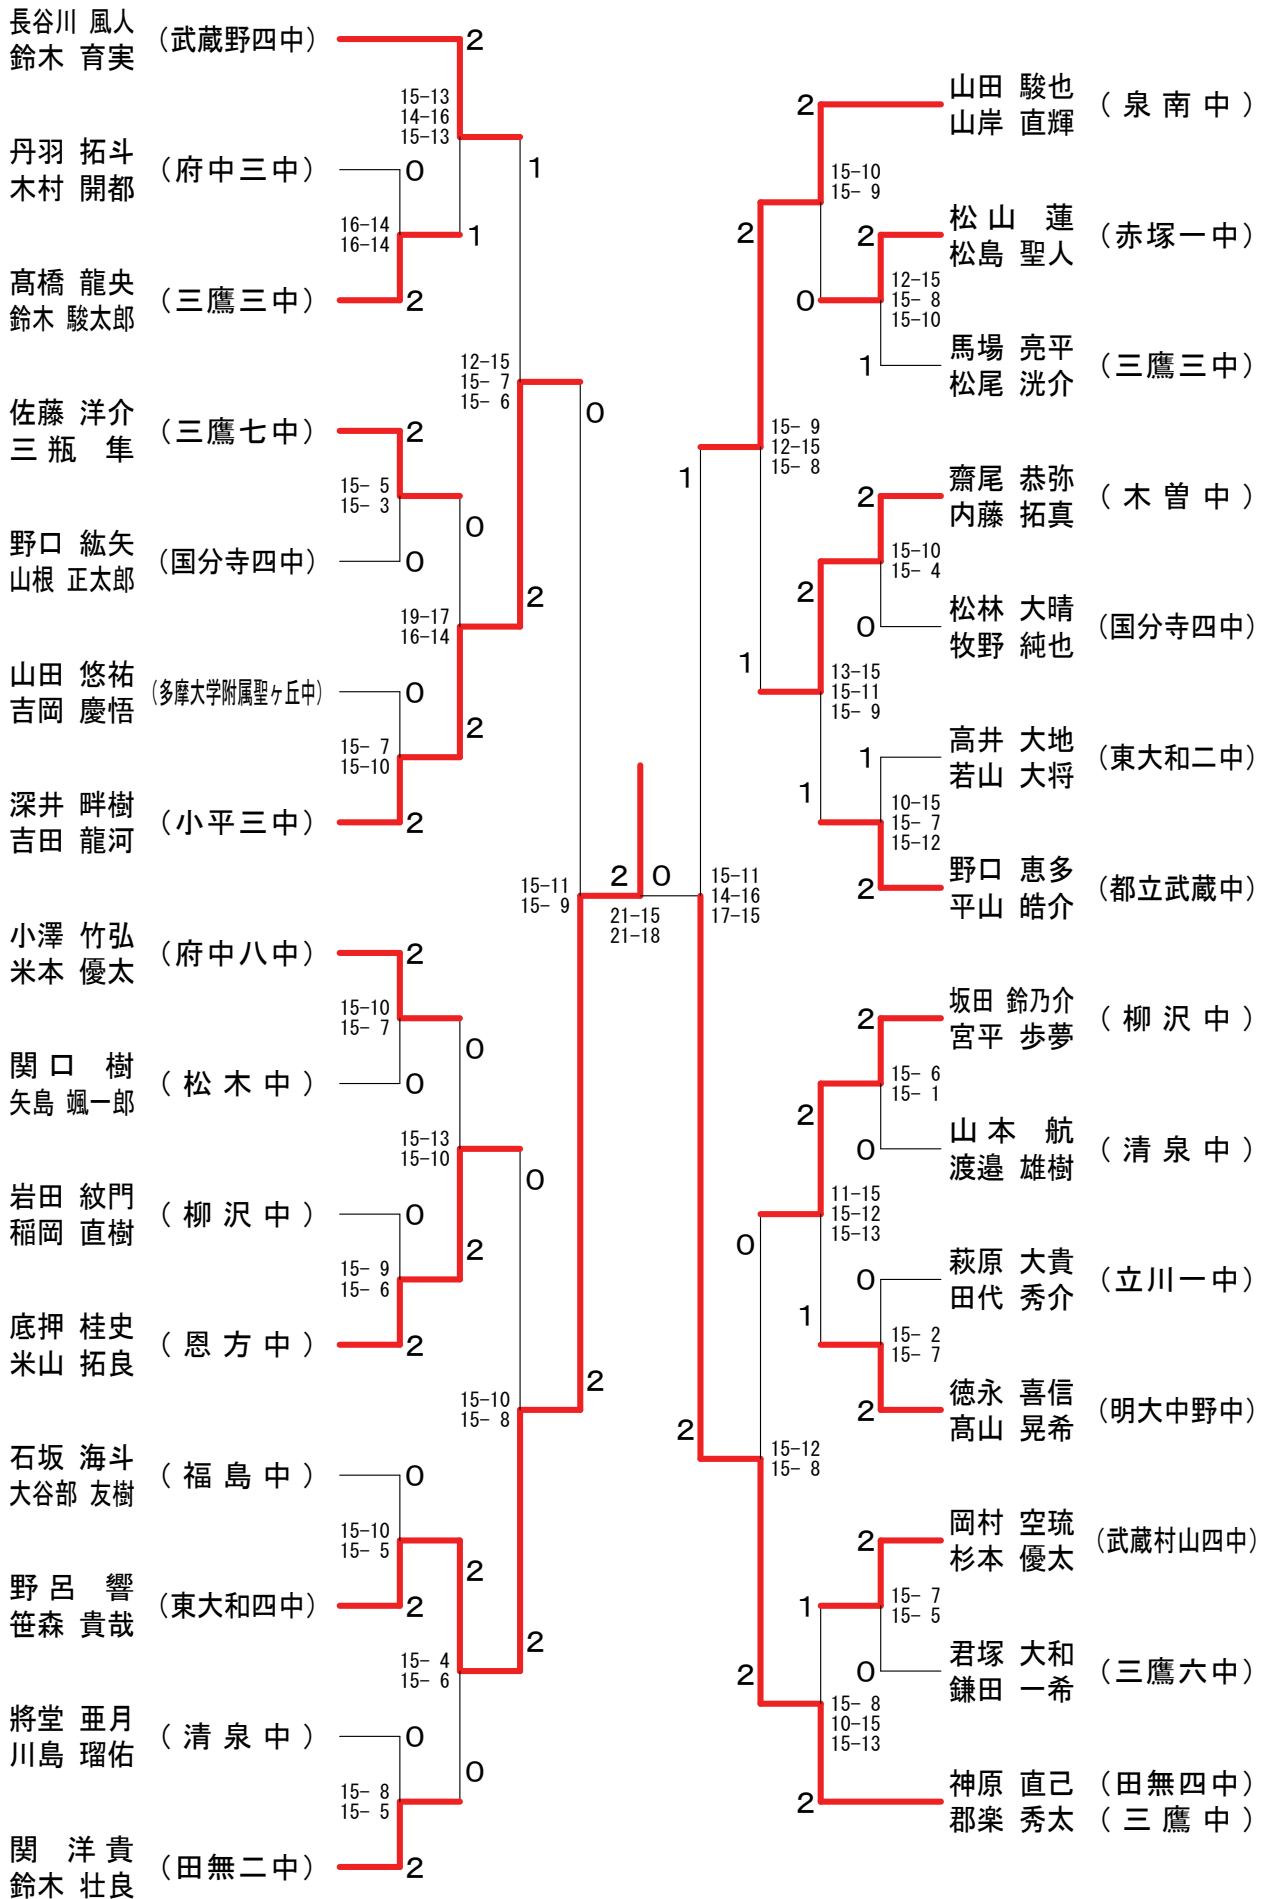 長谷川 風人
鈴木 育実
(武蔵野四中)
2
15-13
14-16
15-13
1
丹羽 拓斗
木村 開都
(府中三中)
0
16-14
16-14
1
髙橋 龍央
鈴木 駿太郎
(三鷹三中)
2
12-15
15- 7
15- 6
0
佐藤 洋介
三瓶 隼
(三鷹七中)
2
15- 5
15- 3
0
野口 紘矢
山根 正太郎
(国分寺四中)
0
19-17
16-14
2
山田 悠祐
吉岡 慶悟
(多摩大学附属聖ヶ丘中)
0
15- 7
15-10
2
深井 畔樹
吉田 龍河
(小平三中)
2
15-11
15- 9
2
0
21-15
21-18
小澤 竹弘
米本 優太
(府中八中)
2
15-10
15- 7
0
関口 樹
矢島 颯一郎
(松木中)
0
15-13
15-10
0
岩田 紋門
稲岡 直樹
(柳沢中)
0
15- 9
15- 6
2
底押 桂史
米山 拓良
(恩方中)
2
15-10
15- 8
2
石坂 海斗
大谷部 友樹
(福島中)
0
15-10
15- 5
2
野呂 響
笹森 貴哉
(東大和四中)
2
15- 4
15- 6
2
將堂 亜月
川島 瑠佑
(清泉中)
0
15- 8
15- 5
0
関 洋貴
鈴木 壮良
(田無二中)
2
2
山田 駿也
山岸 直輝
(泉南中)
15-10
15- 9
2
2
松山 蓮
松島 聖人
(赤塚一中)
0
12-15
15- 8
15-10
1
馬場 亮平
松尾 洸介
(三鷹三中)
15- 9
12-15
15- 8
1
2
齋尾 恭弥
内藤 拓真
(木曽中)
15-10
15- 4
2
0
松林 大晴
牧野 純也
(国分寺四中)
1
13-15
15-11
15- 9
1
高井 大地
若山 大将
(東大和二中)
1
10-15
15- 7
15-12
2
野口 恵多
平山 皓介
(都立武蔵中)
15-11
14-16
17-15
2
坂田 鈴乃介
宮平 歩夢
(柳沢中)
15- 6
15- 1
2
0
山本 航
渡邉 雄樹
(清泉中)
11-15
15-12
15-13
0
0
萩原 大貴
田代 秀介
(立川一中)
1
15- 2
15- 7
2
徳永 喜信
髙山 晃希
(明大中野中)
2
15-12
15- 8
2
岡村 空琉
杉本 優太
(武蔵村山四中)
1
15- 7
15- 5
0
君塚 大和
鎌田 一希
(三鷹六中)
2
15- 8
10-15
15-13
2
神原 直己
郡楽 秀太
(田無四中)
(三鷹中)